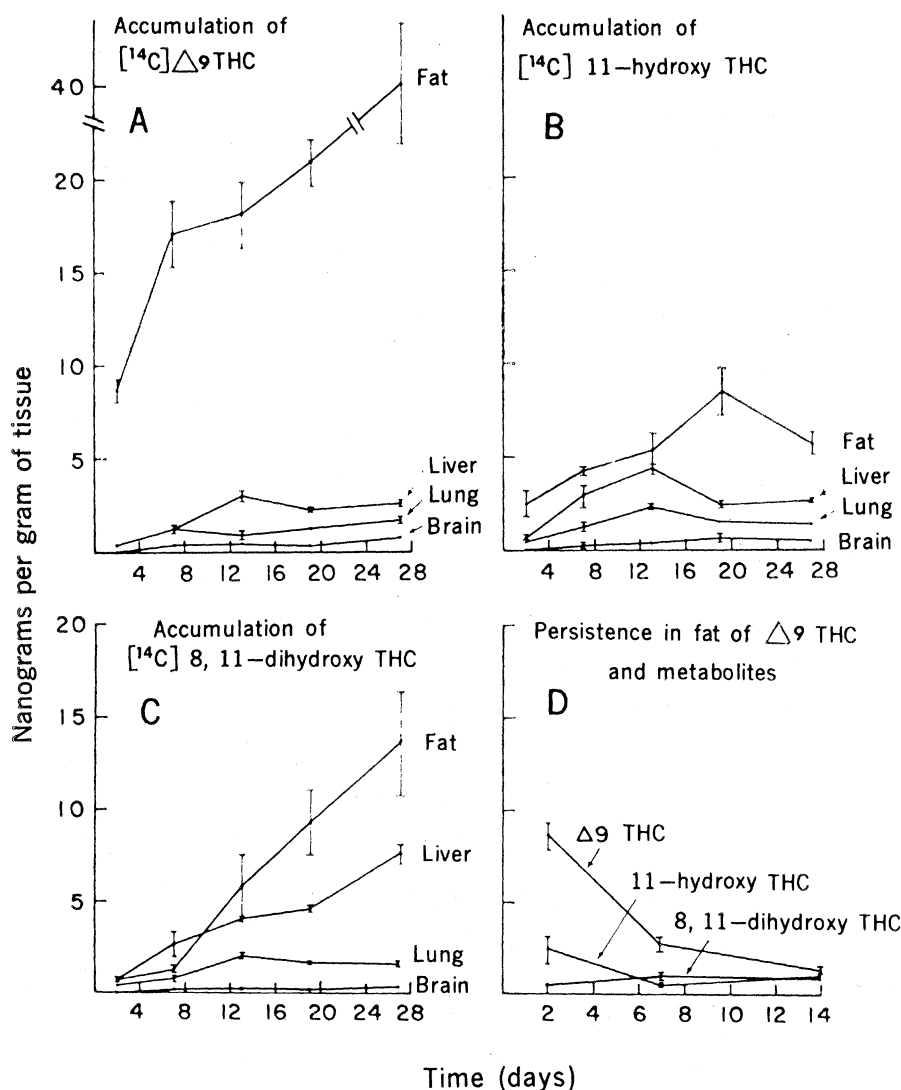 Accumulation of
[¹⁴C]△9THC
A
Fat
40
20
15
10
5
Liver
Lung
Brain
4 8 12 16 20 24 28
Accumulation of
[¹⁴C] 11–hydroxy THC
B
Fat
Liver
Lung
Brain
4 8 12 16 20 24 28
Nanograms per gram of tissue
Accumulation of
[¹⁴C] 8, 11–dihydroxy THC
C
20
15
10
5
Fat
Liver
Lung
Brain
4 8 12 16 20 24 28
Persistence in fat of △9 THC
and metabolites
D
△9 THC
11–hydroxy THC
8, 11–dihydroxy THC
2 4 6 8 10 12 14
Time (days)